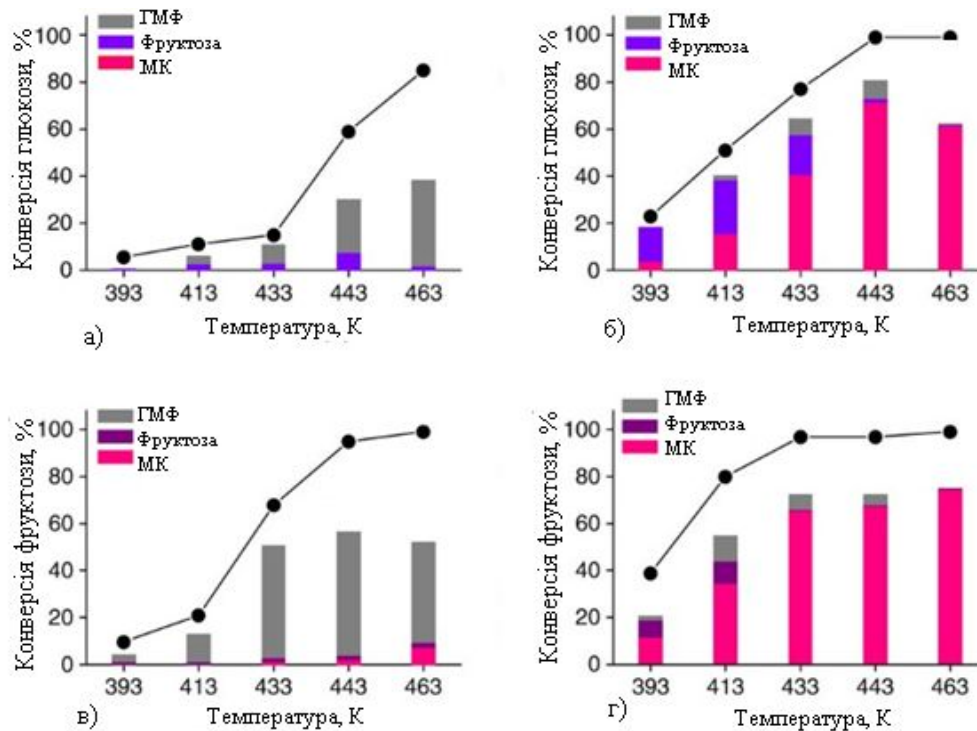 ГМФ
Фруктоза
МК
Конверсія глюкози, %
100
80
60
40
20
0
393 413 433 443 463
Температура, К
а)
ГМФ
Фруктоза
МК
Конверсія глюкози, %
100
80
60
40
20
0
393 413 433 443 463
Температура, К
б)
ГМФ
Фруктоза
МК
Конверсія фруктози, %
100
80
60
40
20
0
393 413 433 443 463
Температура, К
в)
ГМФ
Фруктоза
МК
Конверсія фруктози, %
100
80
60
40
20
0
393 413 433 443 463
Температура, К
г)